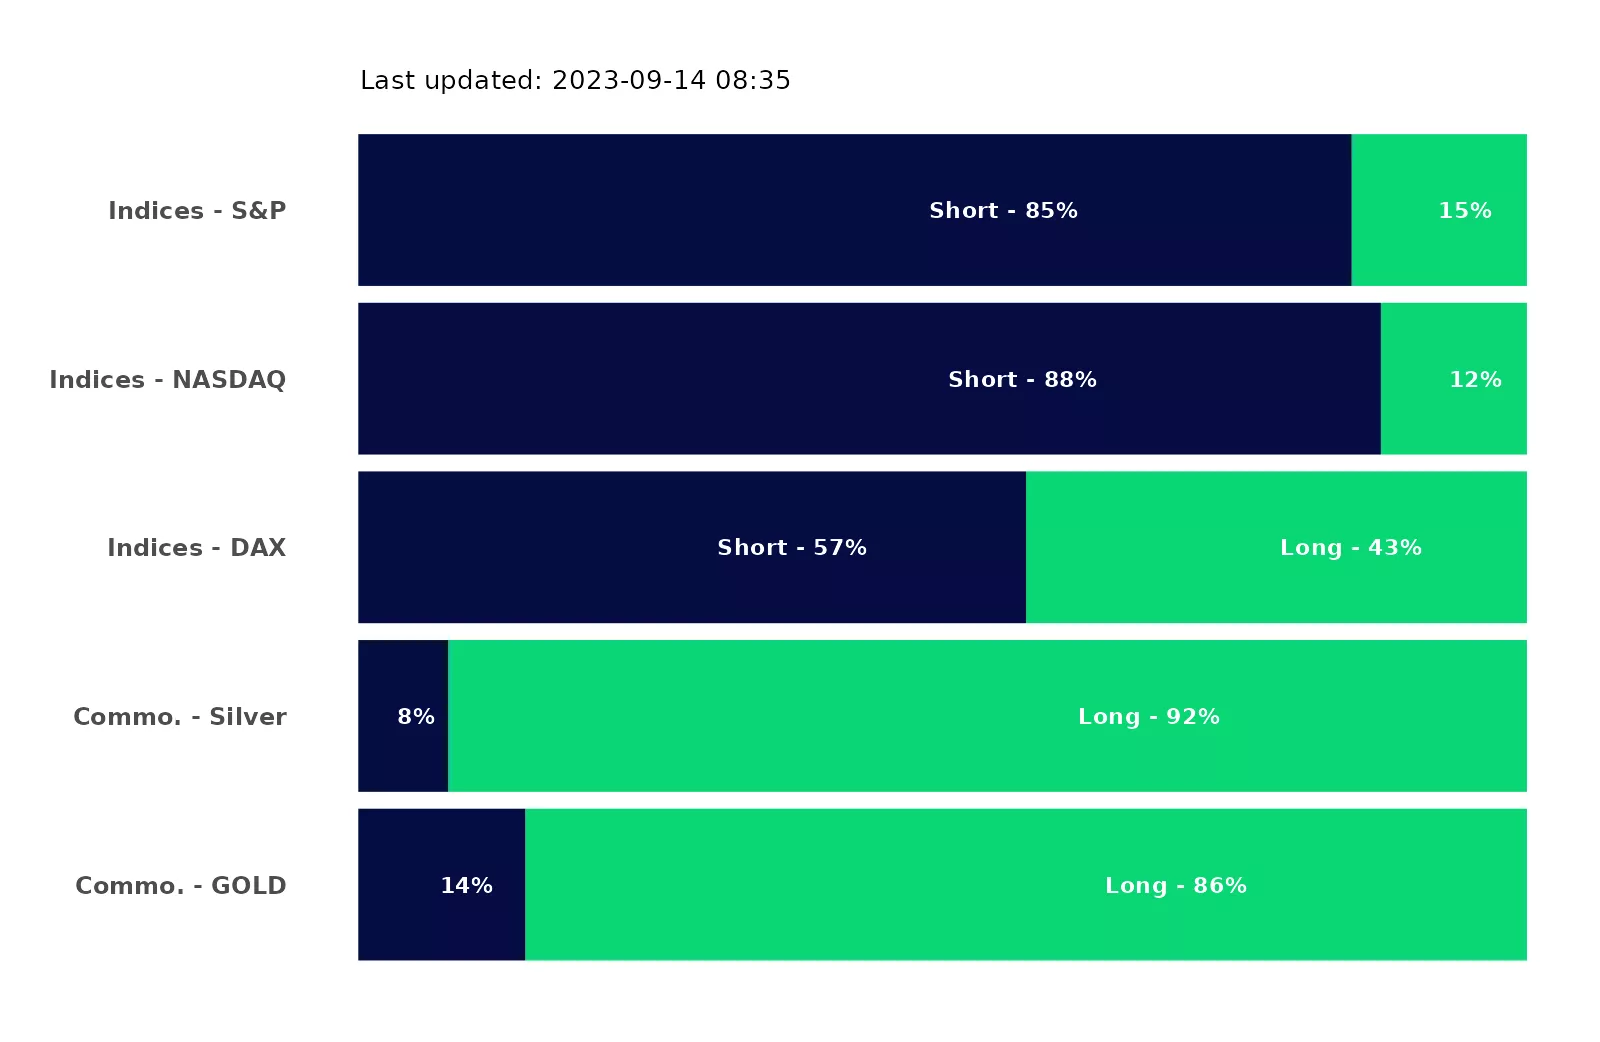 Last updated: 2023-09-14 08:35
Indices - S&P Short - 85% 15%
Indices - NASDAQ Short - 88% 12%
Indices - DAX Short - 57% Long - 43%
Commo. - Silver 8% Long - 92%
Commo. - GOLD 14% Long - 86%